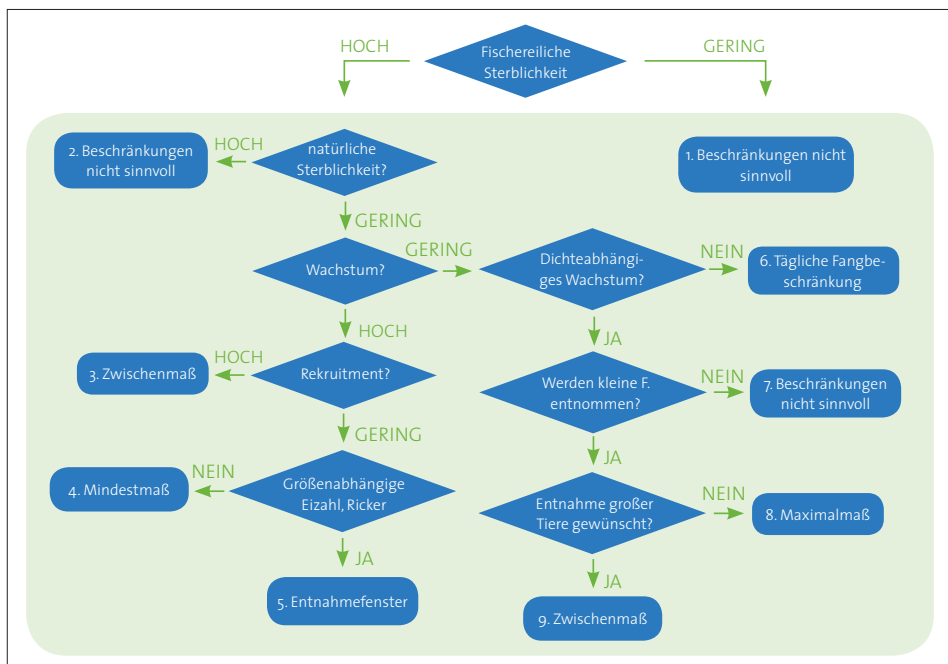 HOCH
Fischereiliche
Sterblichkeit
GERING
2. Beschränkungen
nicht sinnvoll
HOCH
natürliche
Sterblichkeit?
1. Beschränkungen nicht
sinnvoll
GERING
Wachstum?
GERING
Dichteabhängi-
ges Wachstum?
NEIN
6. Tägliche Fangbe-
schränkung
HOCH
JA
3. Zwischenmaß
HOCH
Rekruitment?
Werden kleine F.
entnommen?
NEIN
7. Beschränkungen
nicht sinnvoll
GERING
JA
4. Mindestmaß
NEIN
Größenabhängige
Eizahl, Ricker
Entnahme großer
Tiere gewünscht?
NEIN
8. Maximalmaß
JA
JA
5. Entnahmefenster
9. Zwischenmaß